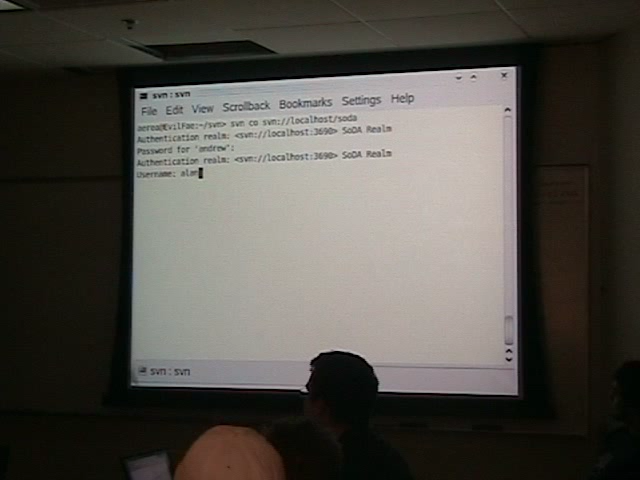 svn : svn
File Edit View Scrollback Bookmarks Settings Help
aeroa@EvilFae:~/svn> svn co svn://localhost/soda
Authentication realm: <svn://localhost:3690> SoDA Realm
Password for 'andrew':
Authentication realm: <svn://localhost:3690> SoDA Realm
Username: alan
svn : svn